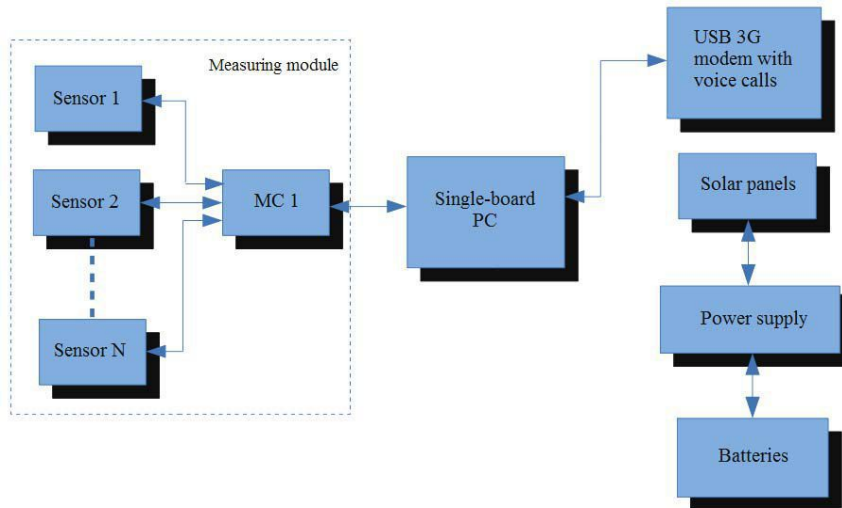 Measuring module
Sensor 1
Sensor 2
Sensor N
MC 1
Single-board
PC
USB 3G
modem with
voice calls
Solar panels
Power supply
Batteries